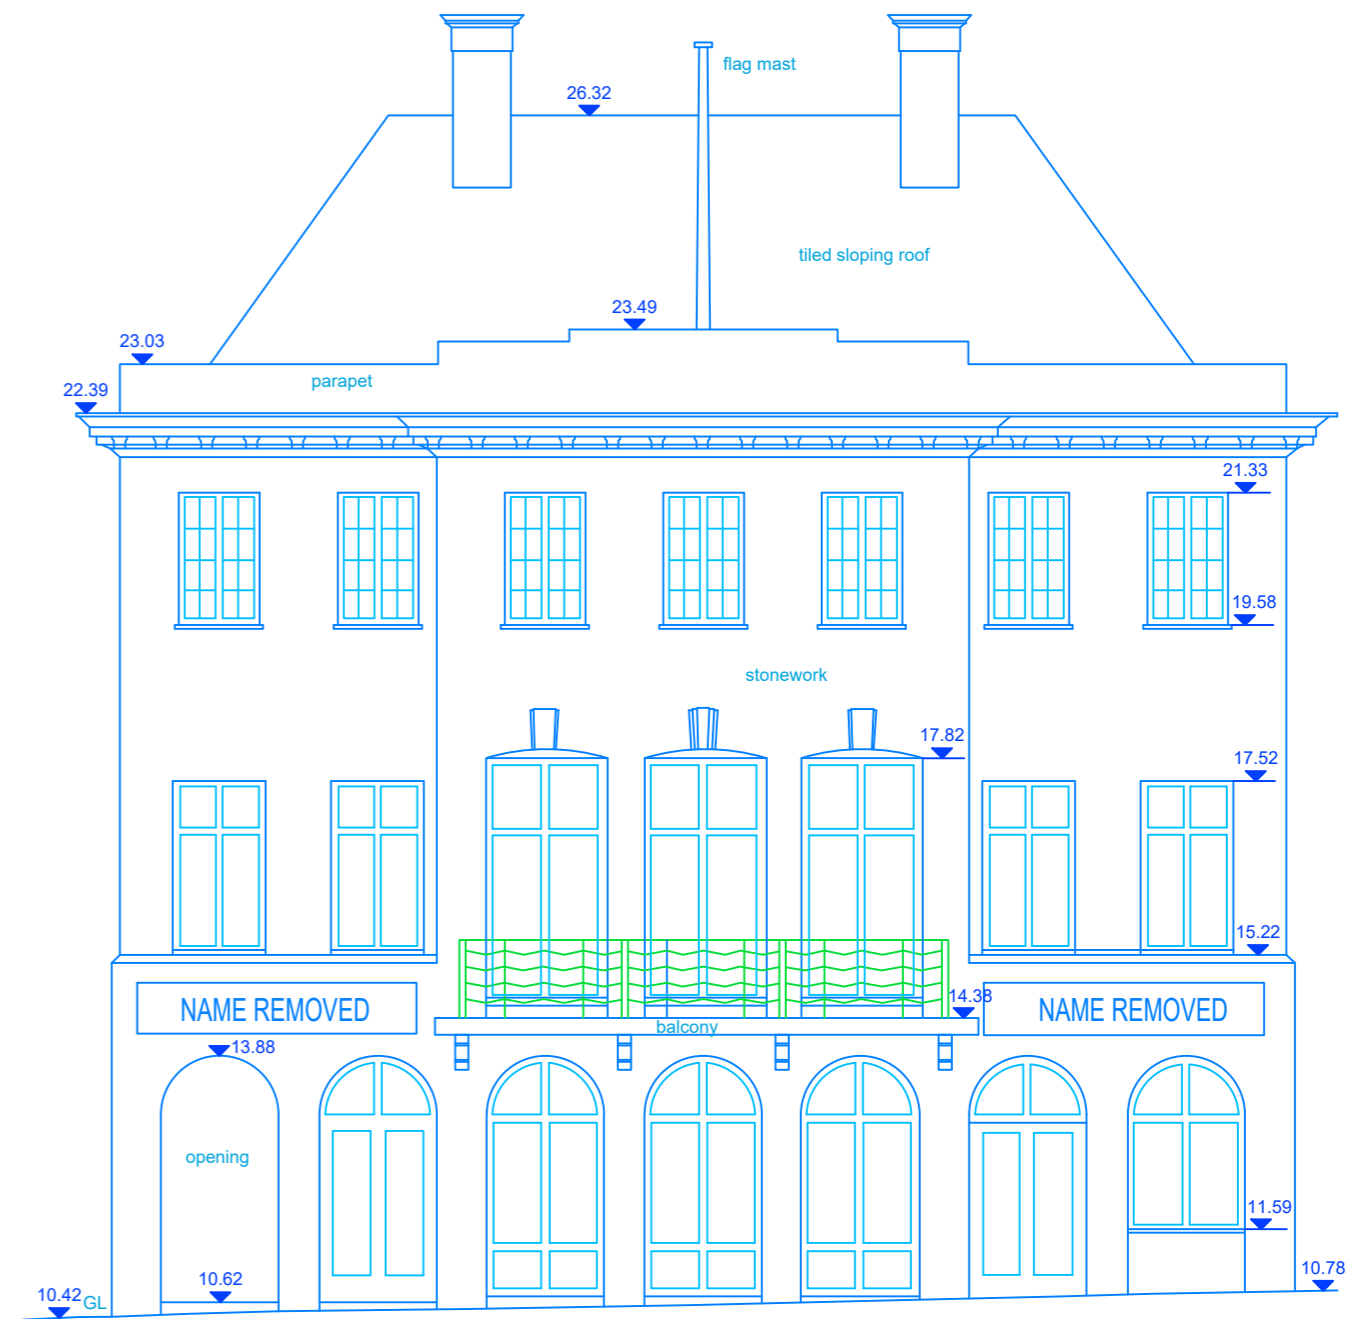 flag mast
26.32
tiled sloping roof
23.49
23.03
parapet
22.39
21.33
19.58
stonework
17.82
17.52
15.22
14.38
NAME REMOVED
NAME REMOVED
balcony
13.88
opening
11.59
10.62
10.78
10.42 GL